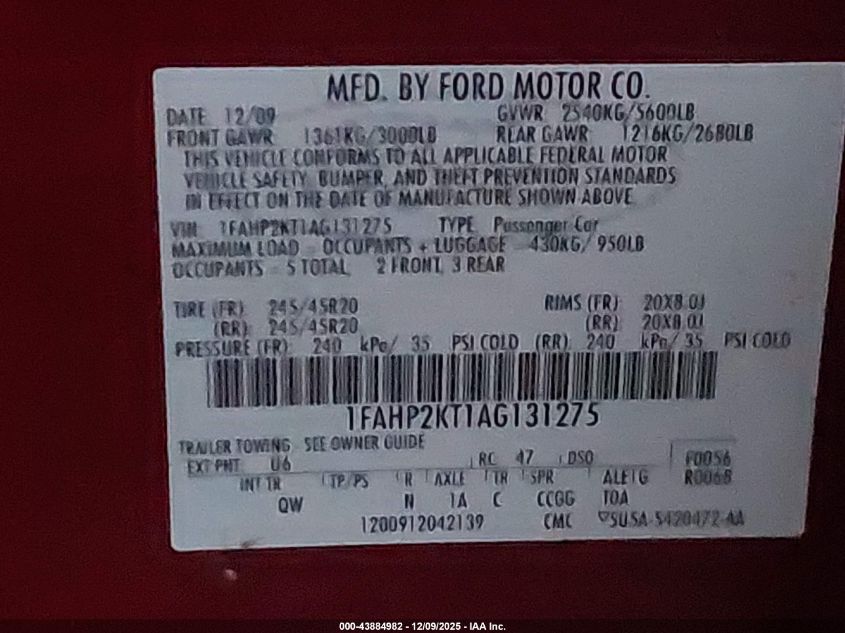 MFD. BY FORD MOTOR CO.
DATE 12/09 GVWR 2540KG/5600LB
FRONT GAWR 1361KG/3000LB REAR GAWR 1216KG/2680LB
THIS VEHICLE CONFORMS TO ALL APPLICABLE FEDERAL MOTOR
VEHICLE SAFETY, BUMPER, AND THEFT PREVENTION STANDARDS
IN EFFECT ON THE DATE OF MANUFACTURE SHOWN ABOVE
VIN: 1FAHP2KT1AG131275 TYPE Passenger Car
MAXIMUM LOAD = OCCUPANTS + LUGGAGE = 430KG/950LB
OCCUPANTS = 5 TOTAL, 2 FRONT, 3 REAR
TIRE (FR): 245/45R20 RIMS (FR): 20X8.0J
(RR): 245/45R20 (RR): 20X8.0J
PRESSURE (FR): 240 kPa/ 35 PSI COLD (RR): 240 kPa/ 35 PSI COLD
1FAHP2KT1AG131275
TRAILER TOWING - SEE OWNER GUIDE
EXT PNT U6 RC 47 DSO F0056
INT TR TP/PS R AXLE TR SPR ALETG R0068
QW N 1A C CCGG TOA
1200912042139 CMC 5U5A-5420472-AA
000-43884982 - 12/09/2025 - IAA Inc.